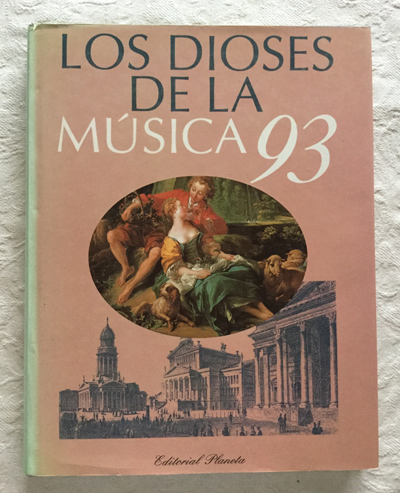 LOS DIOSES
DE LA
MÚSICA 93
Editorial Planeta